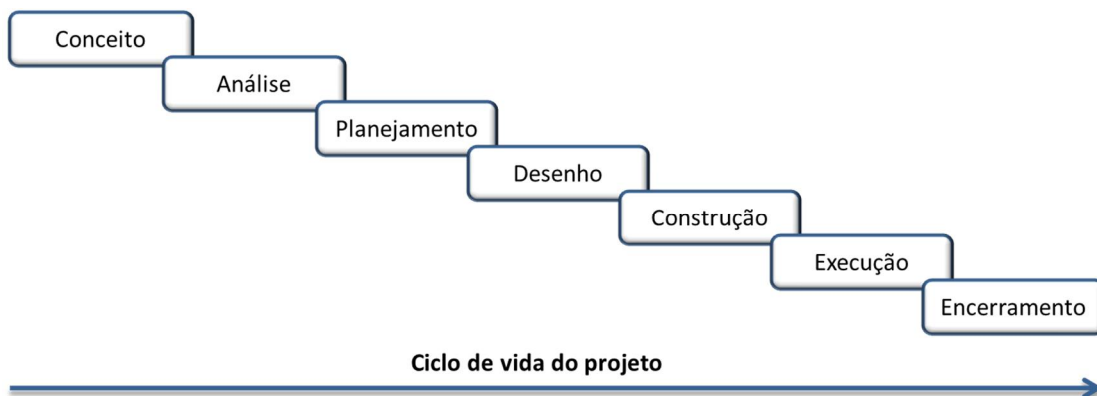 Conceito
Análise
Planejamento
Desenho
Construção
Execução
Encerramento
Ciclo de vida do projeto